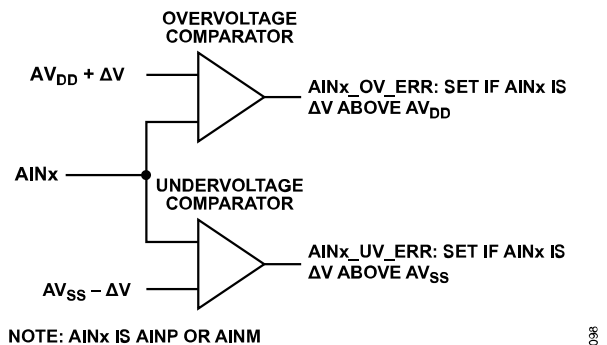 OVERVOLTAGE
COMPARATOR
AVDD + ΔV
AINx_OV_ERR: SET IF AINx IS
ΔV ABOVE AVDD
AINx
UNDERVOLTAGE
COMPARATOR
AINx_UV_ERR: SET IF AINx IS
ΔV ABOVE AVSS
AVSS – ΔV
NOTE: AINx IS AINP OR AINM
098